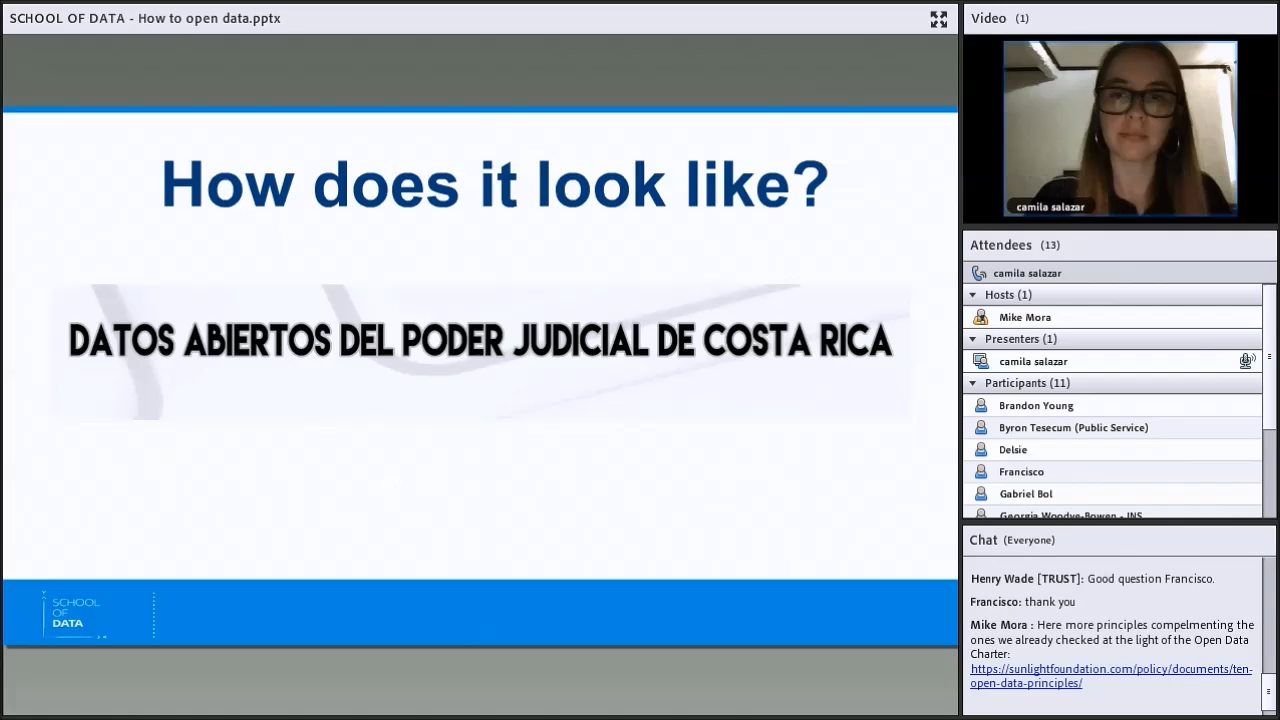 SCHOOL OF DATA - How to open data.pptx
How does it look like?
DATOS ABIERTOS DEL PODER JUDICIAL DE COSTA RICA
SCHOOL
OF
DATA
Video (1)
camila salazar
Attendees (13)
camila salazar
Hosts (1)
Mike Mora
Presenters (1)
camila salazar
Participants (11)
Brandon Young
Byron Tesecum (Public Service)
Delsie
Francisco
Gabriel Bol
Georgia Woodye-Bowen - INS
Chat (Everyone)
Henry Wade [TRUST]: Good question Francisco.
Francisco: thank you
Mike Mora : Here more principles compelmenting the
ones we already checked at the light of the Open Data
Charter:
https://sunlightfoundation.com/policy/documents/ten-
open-data-principles/